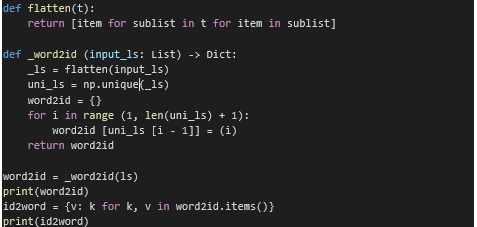 def flatten(t):
    return [item for sublist in t for item in sublist]
def _word2id (input_ls: List) -> Dict:
    _ls = flatten(input_ls)
    uni_ls = np.unique(_ls)
    word2id = {}
    for i in range (1, len(uni_ls) + 1):
        word2id [uni_ls [i - 1]] = (i)
    return word2id
word2id = _word2id(ls)
print(word2id)
id2word = {v: k for k, v in word2id.items()}
print(id2word)